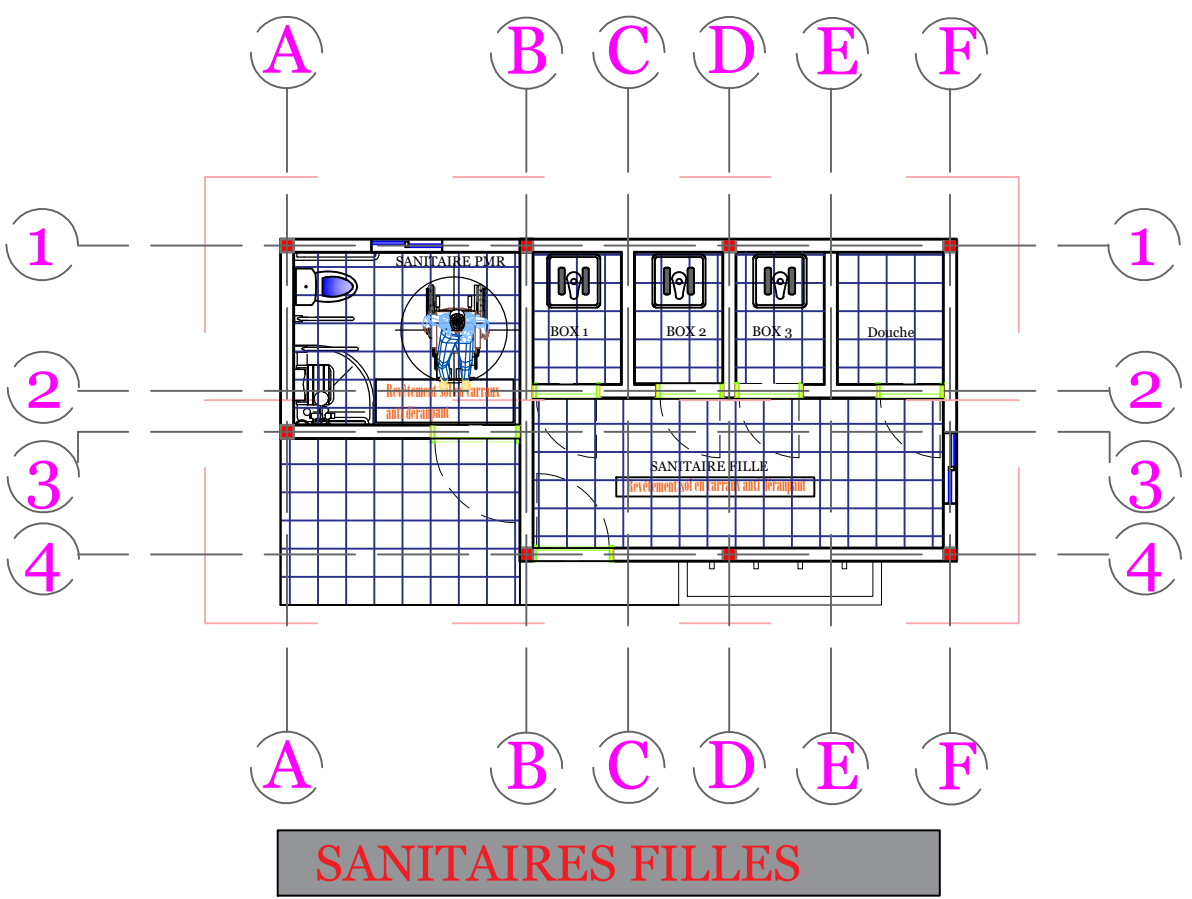 A B C D E F
1 1
SANITAIRE PMR
BOX 1 BOX 2 BOX 3 Douche
2 2
Revêtement sol en carraux
anti dérapant
SANITAIRE FILLE
3 3
Revêtement sol en carraux anti dérapant
4 4
A B C D E F
SANITAIRES FILLES